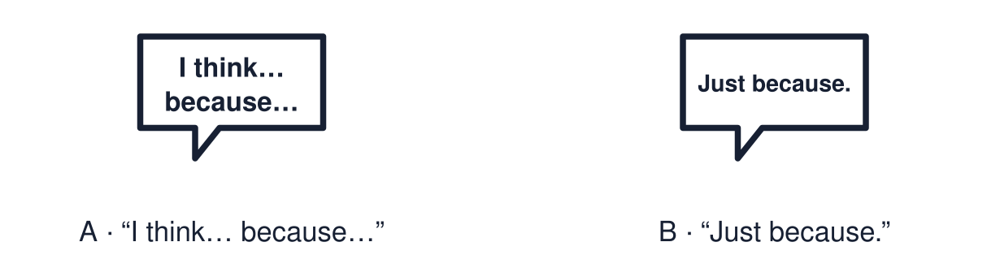 I think…
because…
Just because.
A · “I think… because…”
B · “Just because.”